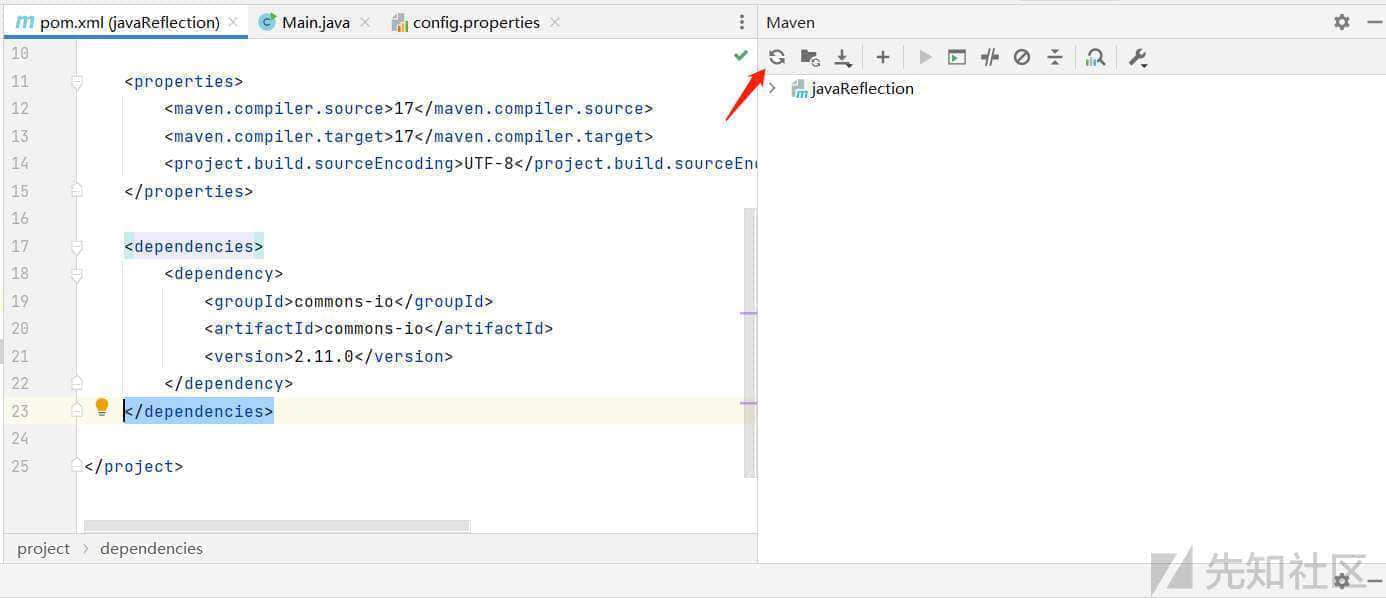 pom.xml (javaReflection)
Main.java
config.properties
Maven
10
11 <properties>
12 <maven.compiler.source>17</maven.compiler.source>
13 <maven.compiler.target>17</maven.compiler.target>
14 <project.build.sourceEncoding>UTF-8</project.build.sourceEnc
15 </properties>
16
17 <dependencies>
18 <dependency>
19 <groupId>commons-io</groupId>
20 <artifactId>commons-io</artifactId>
21 <version>2.11.0</version>
22 </dependency>
23 </dependencies>
24
25 </project>
javaReflection
project > dependencies
先知社区